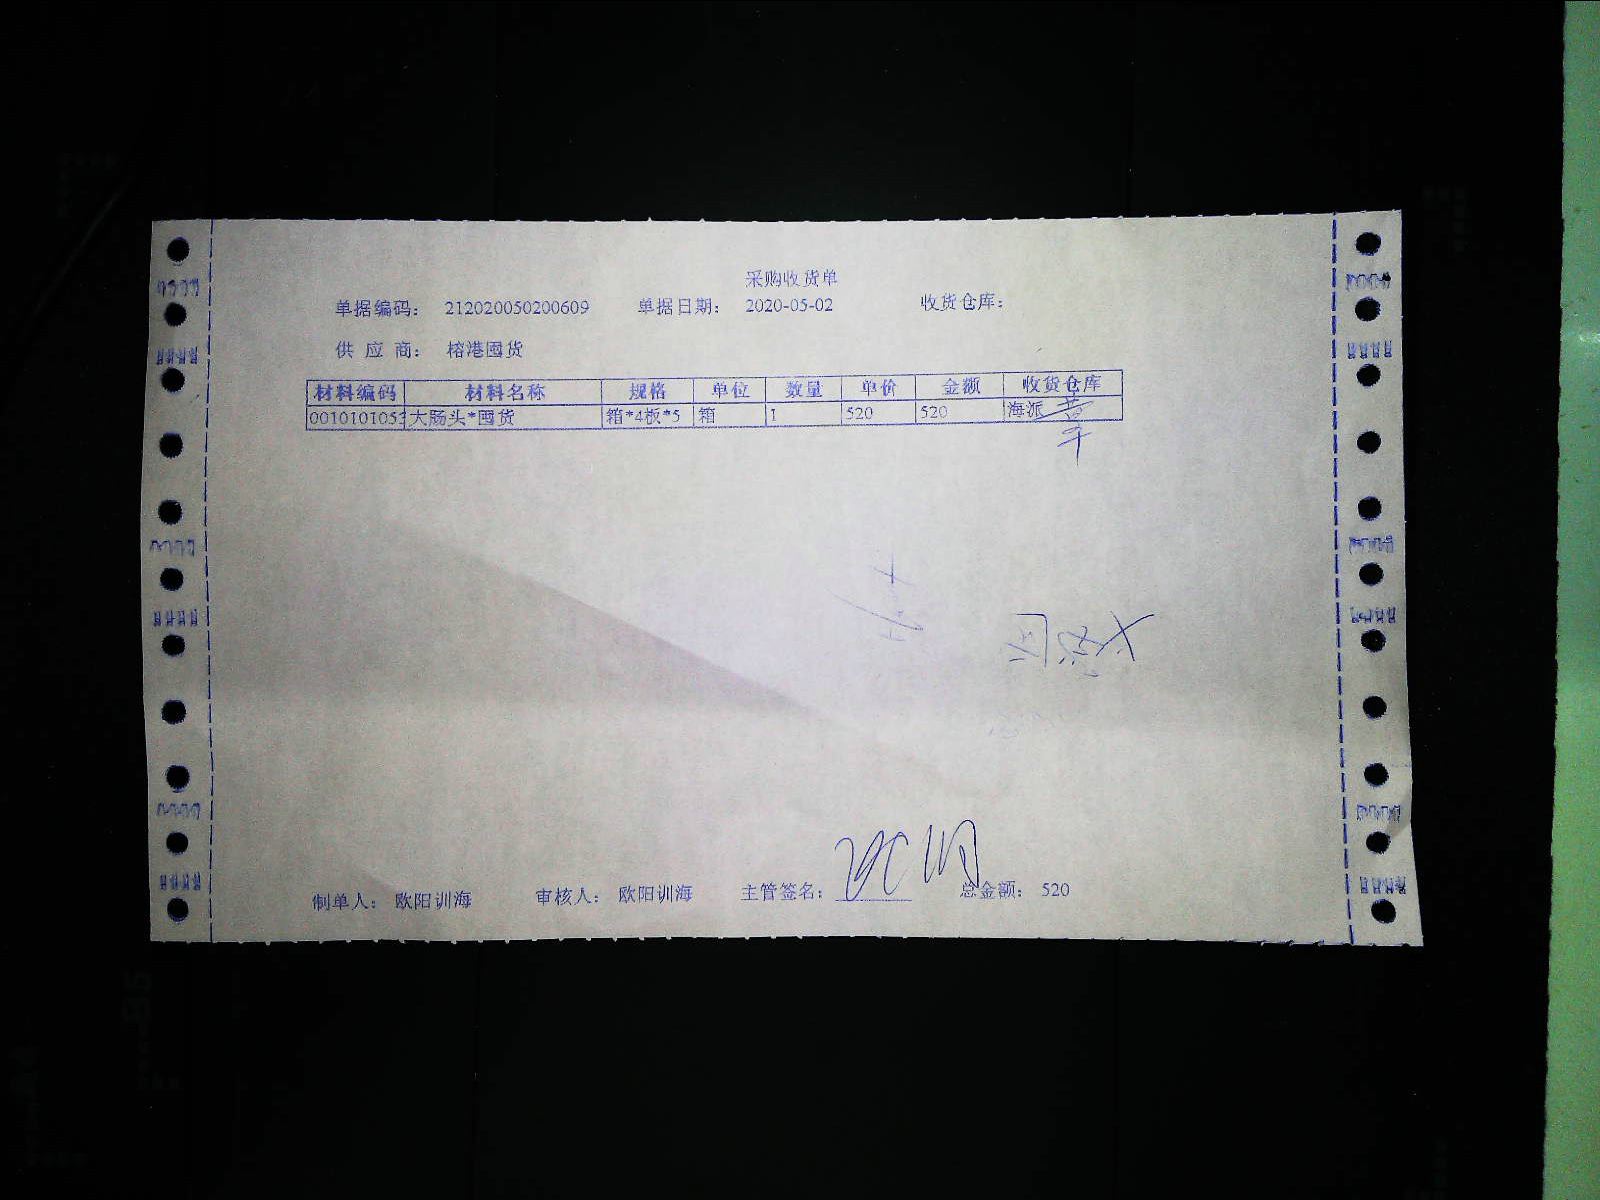 采购收货单
单据编码： 212020050200609 单据日期： 2020-05-02 收货仓库：
供 应 商： 榕港囤货
材料编码 材料名称 规格 单位 数量 单价 金额 收货仓库
0010101053 大肠头*囤货 箱*4板*5 箱 1 520 520 海派
制单人： 欧阳训海 审核人： 欧阳训海 主管签名： 总金额： 520